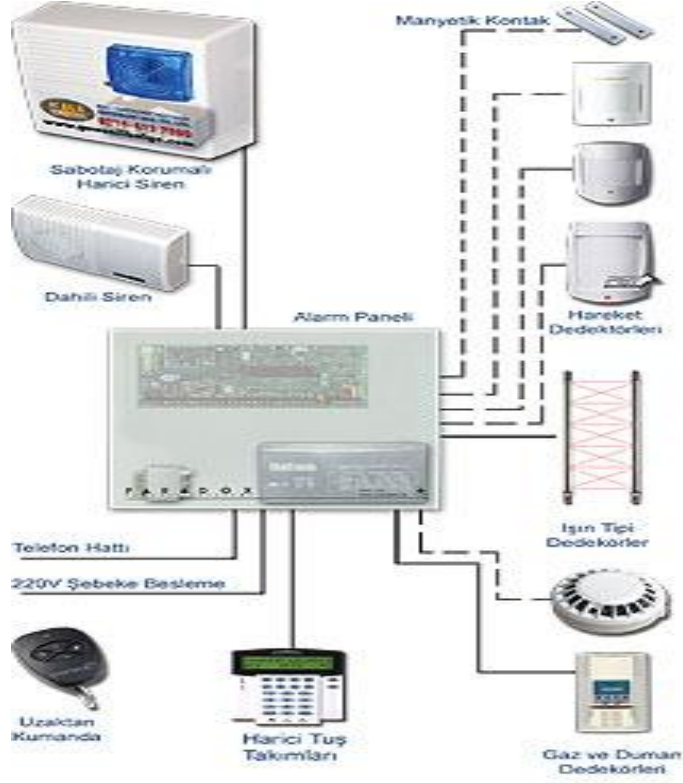 Manyetik Kontak
Sabotaj Korumalı
Harici Siren
Dahili Siren
Alarm Paneli
Hareket
Dedektörleri
PARADOX
Işın Tipi
Dedekörler
Telefon Hattı
220V Şebeke Besleme
Uzaktan
Kumanda
Harici Tuş
Takımları
Gaz ve Duman
Dedekörleri